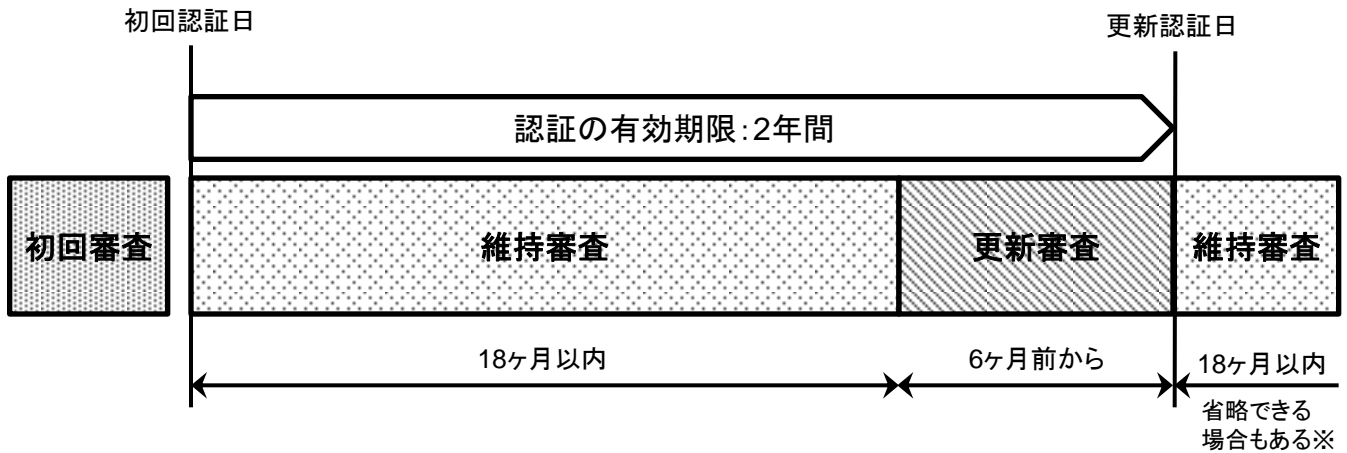 初回認証日
更新認証日
認証の有効期限:2年間
初回審査
維持審査
更新審査
維持審査
18ヶ月以内
6ヶ月前から
18ヶ月以内
省略できる
場合もある※